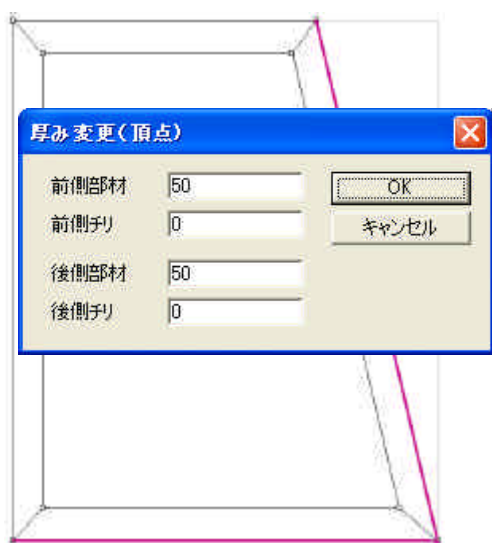 厚み変更(頂点)
前側部材 50 OK
前側チリ 0 キャンセル
後側部材 50
後側チリ 0